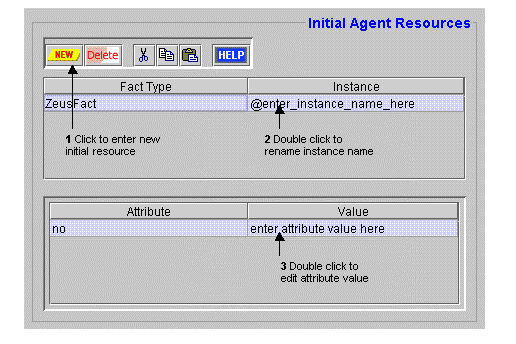 Initial Agent Resources
NEW Delete HELP
Fact Type Instance
ZeusFact @enter_instance_name_here
1 Click to enter new
initial resource
2 Double click to
rename instance name
Attribute Value
no enter attribute value here
3 Double click to
edit attribute value